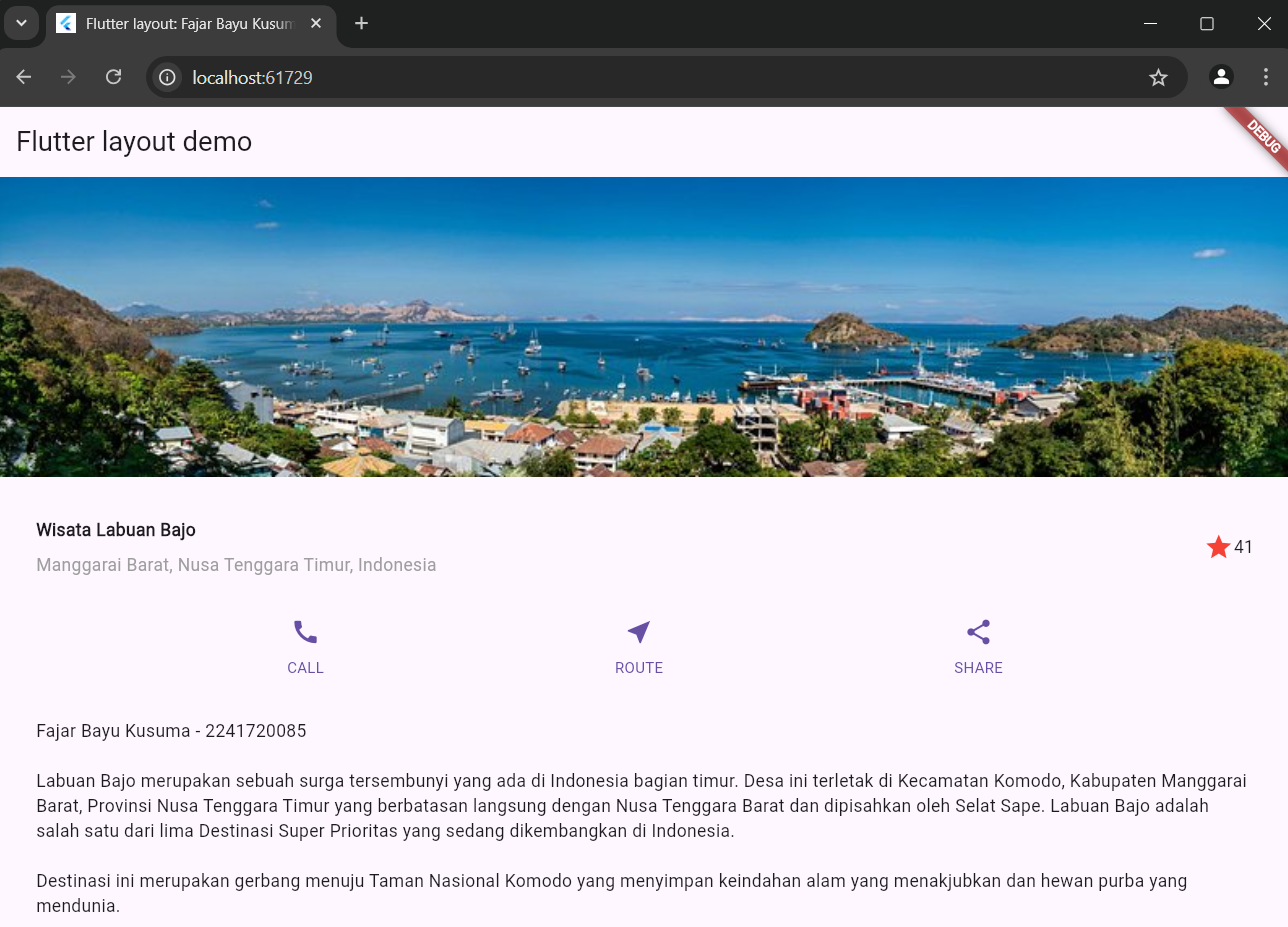 Flutter layout: Fajar Bayu Kusum
localhost:61729
Flutter layout demo
DEBUG
Wisata Labuan Bajo
Manggarai Barat, Nusa Tenggara Timur, Indonesia
41
CALL
ROUTE
SHARE
Fajar Bayu Kusuma - 2241720085
Labuan Bajo merupakan sebuah surga tersembunyi yang ada di Indonesia bagian timur. Desa ini terletak di Kecamatan Komodo, Kabupaten Manggarai
Barat, Provinsi Nusa Tenggara Timur yang berbatasan langsung dengan Nusa Tenggara Barat dan dipisahkan oleh Selat Sape. Labuan Bajo adalah
salah satu dari lima Destinasi Super Prioritas yang sedang dikembangkan di Indonesia.
Destinasi ini merupakan gerbang menuju Taman Nasional Komodo yang menyimpan keindahan alam yang menakjubkan dan hewan purba yang
mendunia.